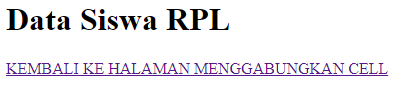 Data Siswa RPL
KEMBALI KE HALAMAN MENGGABUNGKAN CELL